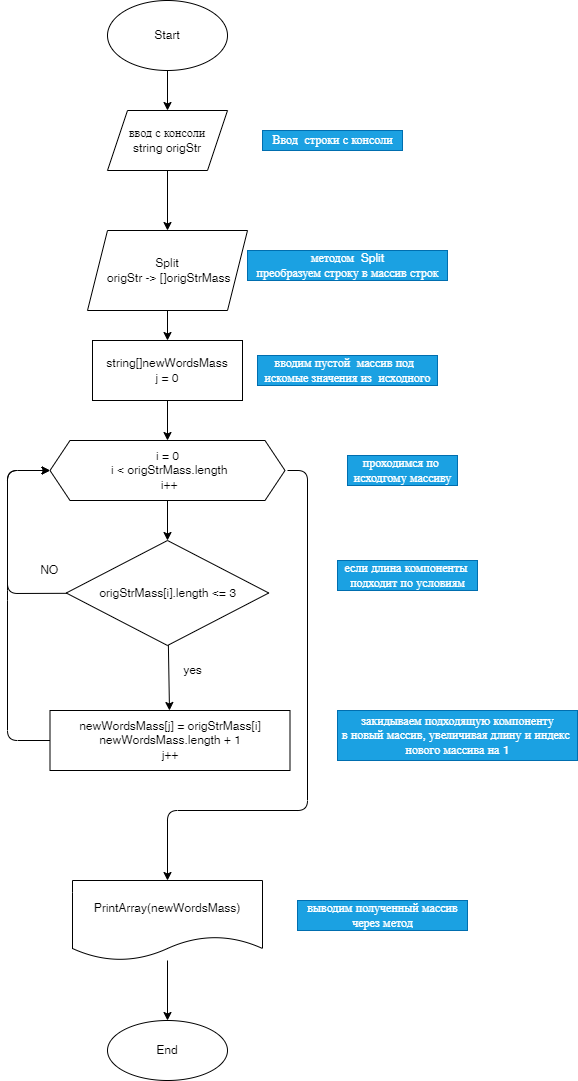 Start
ввод с консоли
string origStr
Ввод строки с консоли
Split
origStr -> []origStrMass
методом Split
преобразуем строку в массив строк
string[]newWordsMass
j = 0
вводим пустой массив под
искомые значения из исходного
i = 0
i < origStrMass.length
i++
проходимся по
исходгому массиву
NO
origStrMass[i].length <= 3
если длина компоненты
подходит по условиям
yes
newWordsMass[j] = origStrMass[i]
newWordsMass.length + 1
j++
закидываем подходящую компоненту
в новый массив, увеличивая длину и индекс
нового массива на 1
PrintArray(newWordsMass)
выводим полученный массив
через метод
End